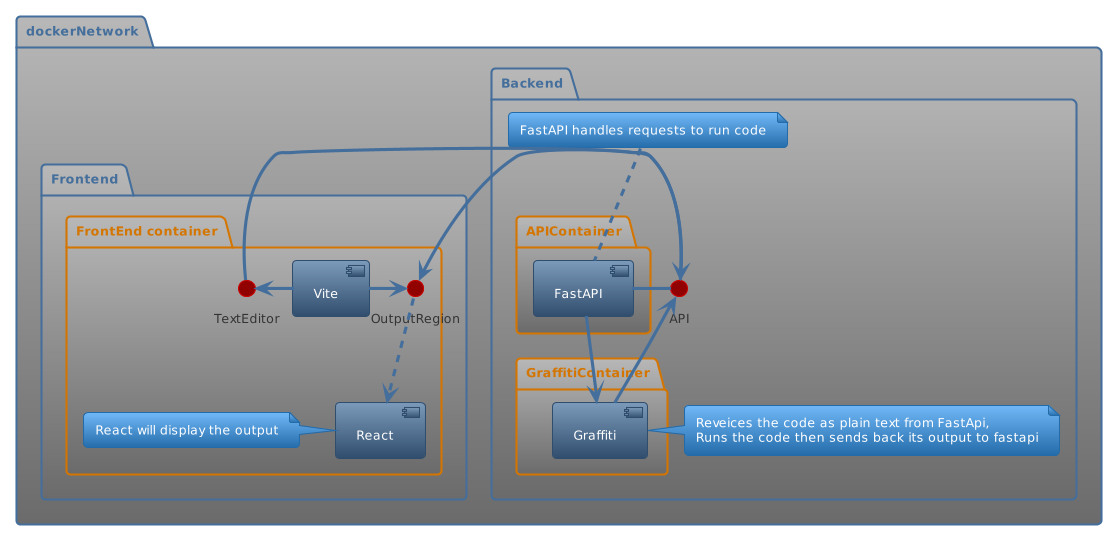 dockerNetwork
Backend
FastAPI handles requests to run code
Frontend
FrontEnd container
APIContainer
Vite
FastAPI
TextEditor
OutputRegion
API
GraffitiContainer
React will display the output
React
Graffiti
Reveices the code as plain text from FastApi,
Runs the code then sends back its output to fastapi